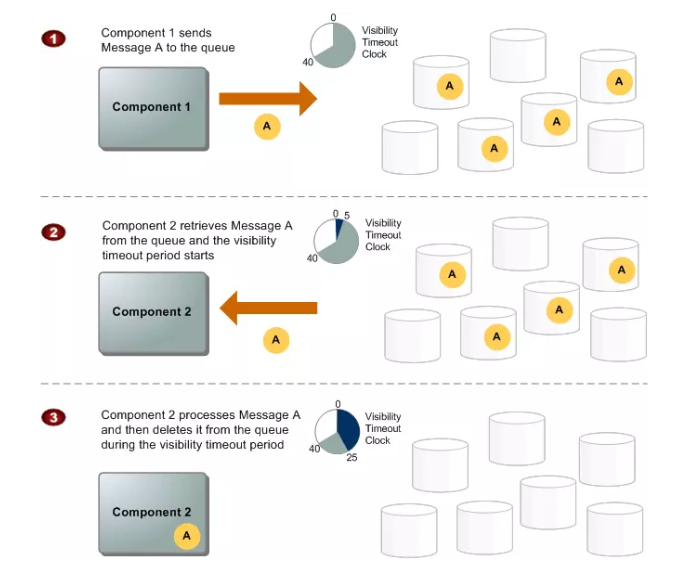 1
Component 1 sends
Message A to the queue
0
40
Visibility
Timeout
Clock
Component 1
A
A
A
A
A
2
Component 2 retrieves Message A
from the queue and the visibility
timeout period starts
0 5
40
Visibility
Timeout
Clock
Component 2
A
A
A
A
A
3
Component 2 processes Message A
and then deletes it from the queue
during the visibility timeout period
0
40
25
Visibility
Timeout
Clock
Component 2
A